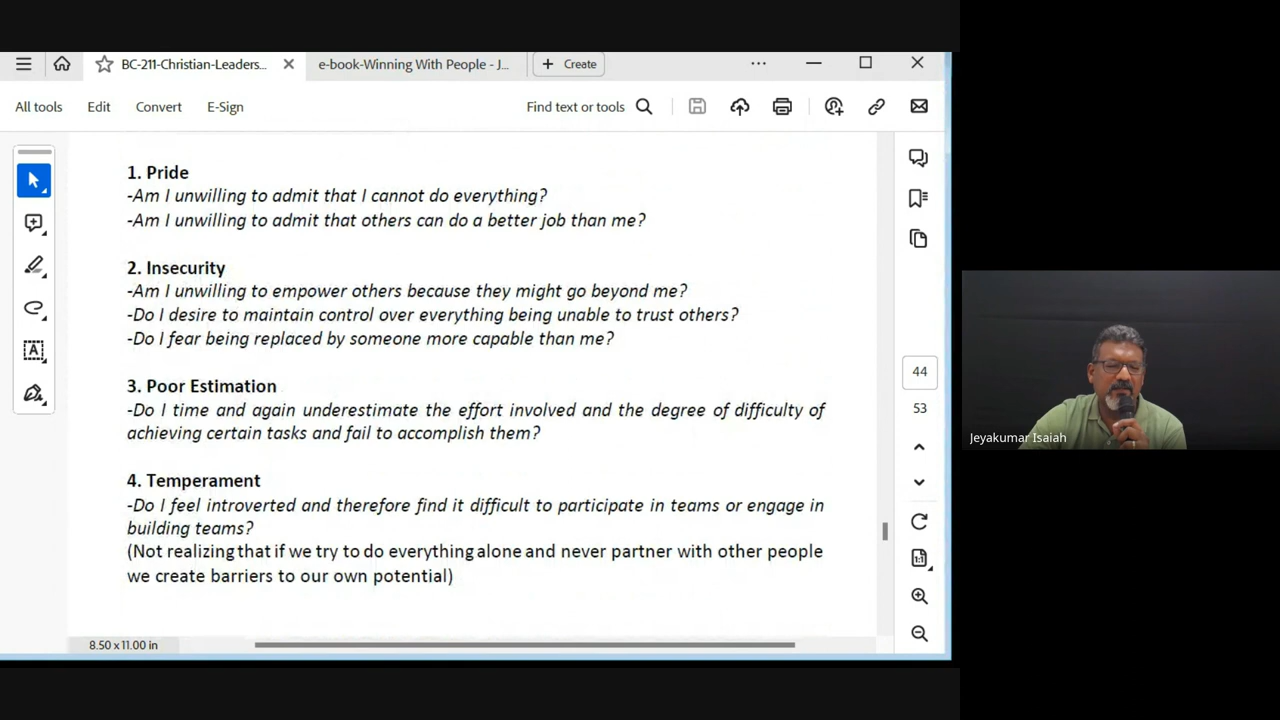 BC-211-Christian-Leaders...
e-book-Winning With People - J...
Create
All tools
Edit
Convert
E-Sign
Find text or tools
1. Pride
-Am I unwilling to admit that I cannot do everything?
-Am I unwilling to admit that others can do a better job than me?
2. Insecurity
-Am I unwilling to empower others because they might go beyond me?
-Do I desire to maintain control over everything being unable to trust others?
-Do I fear being replaced by someone more capable than me?
3. Poor Estimation
-Do I time and again underestimate the effort involved and the degree of difficulty of
achieving certain tasks and fail to accomplish them?
4. Temperament
-Do I feel introverted and therefore find it difficult to participate in teams or engage in
building teams?
(Not realizing that if we try to do everything alone and never partner with other people
we create barriers to our own potential)
8.50 x 11.00 in
44
53
1:1
Jeyakumar Isaiah